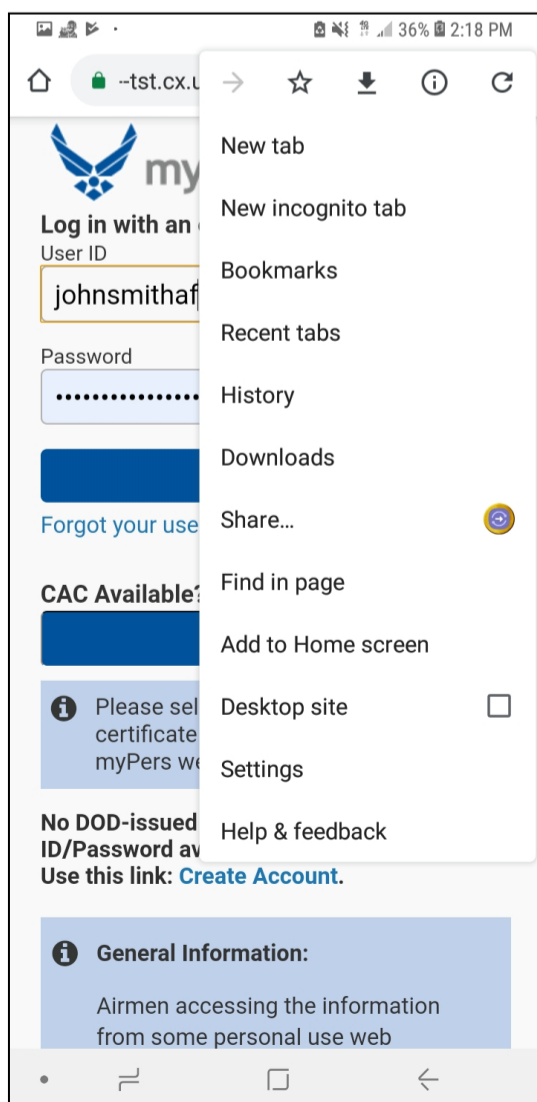 36% 2:18 PM
--tst.cx.u
my
New tab
New incognito tab
Bookmarks
Recent tabs
History
Downloads
Share...
Find in page
Add to Home screen
Desktop site
Settings
Help & feedback
Log in with an
User ID
johnsmithaf
Password
Forgot your use
CAC Available?
Please sel
certificate
myPers we
No DOD-issued
ID/Password av
Use this link: Create Account.
General Information:
Airmen accessing the information
from some personal use web